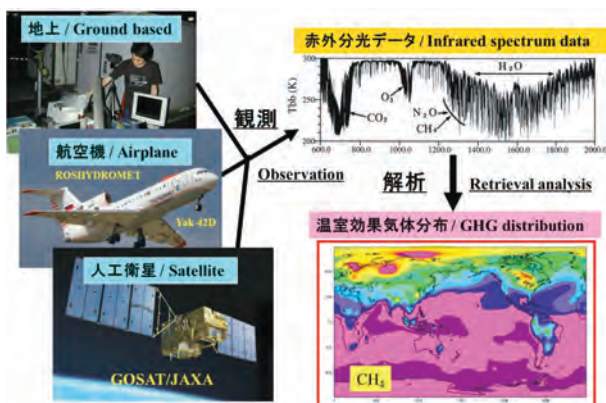 地上 / Ground based
航空機 / Airplane
ROSHYDROMET
Yak-42D
人工衛星 / Satellite
GOSAT/JAXA
観測
Observation
赤外分光データ / Infrared spectrum data
Tbb (K)
300
250
200
H₂O
O₃
CO₂
N₂O
CH₄
600.0 800.0 1000.0 1200.0 1400.0 1600.0 1800.0 2000.0
解析
Retrieval analysis
温室効果気体分布 / GHG distribution
CH₄